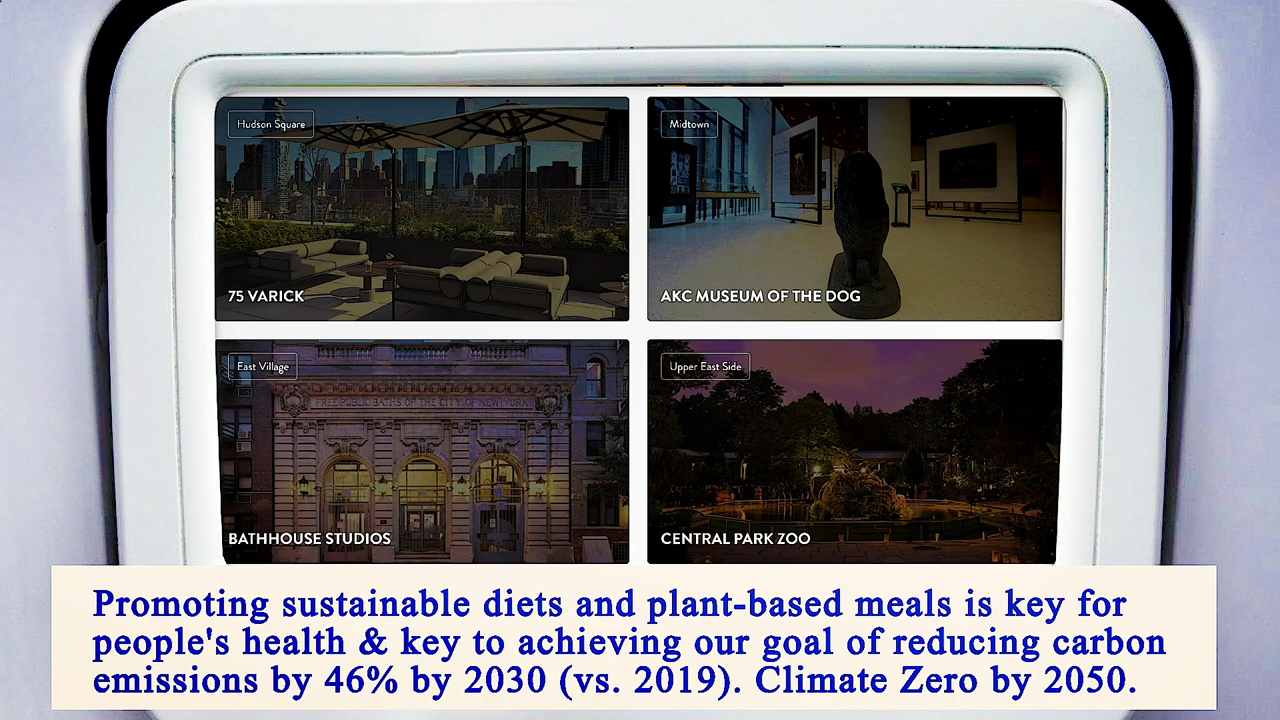 Hudson Square
75 VARICK
Midtown
AKC MUSEUM OF THE DOG
East Village
FREE PUBLIC BATHS OF THE CITY OF NEW YORK
BATHHOUSE STUDIOS
Upper East Side
CENTRAL PARK ZOO
Promoting sustainable diets and plant-based meals is key for
people's health & key to achieving our goal of reducing carbon
emissions by 46% by 2030 (vs. 2019). Climate Zero by 2050.